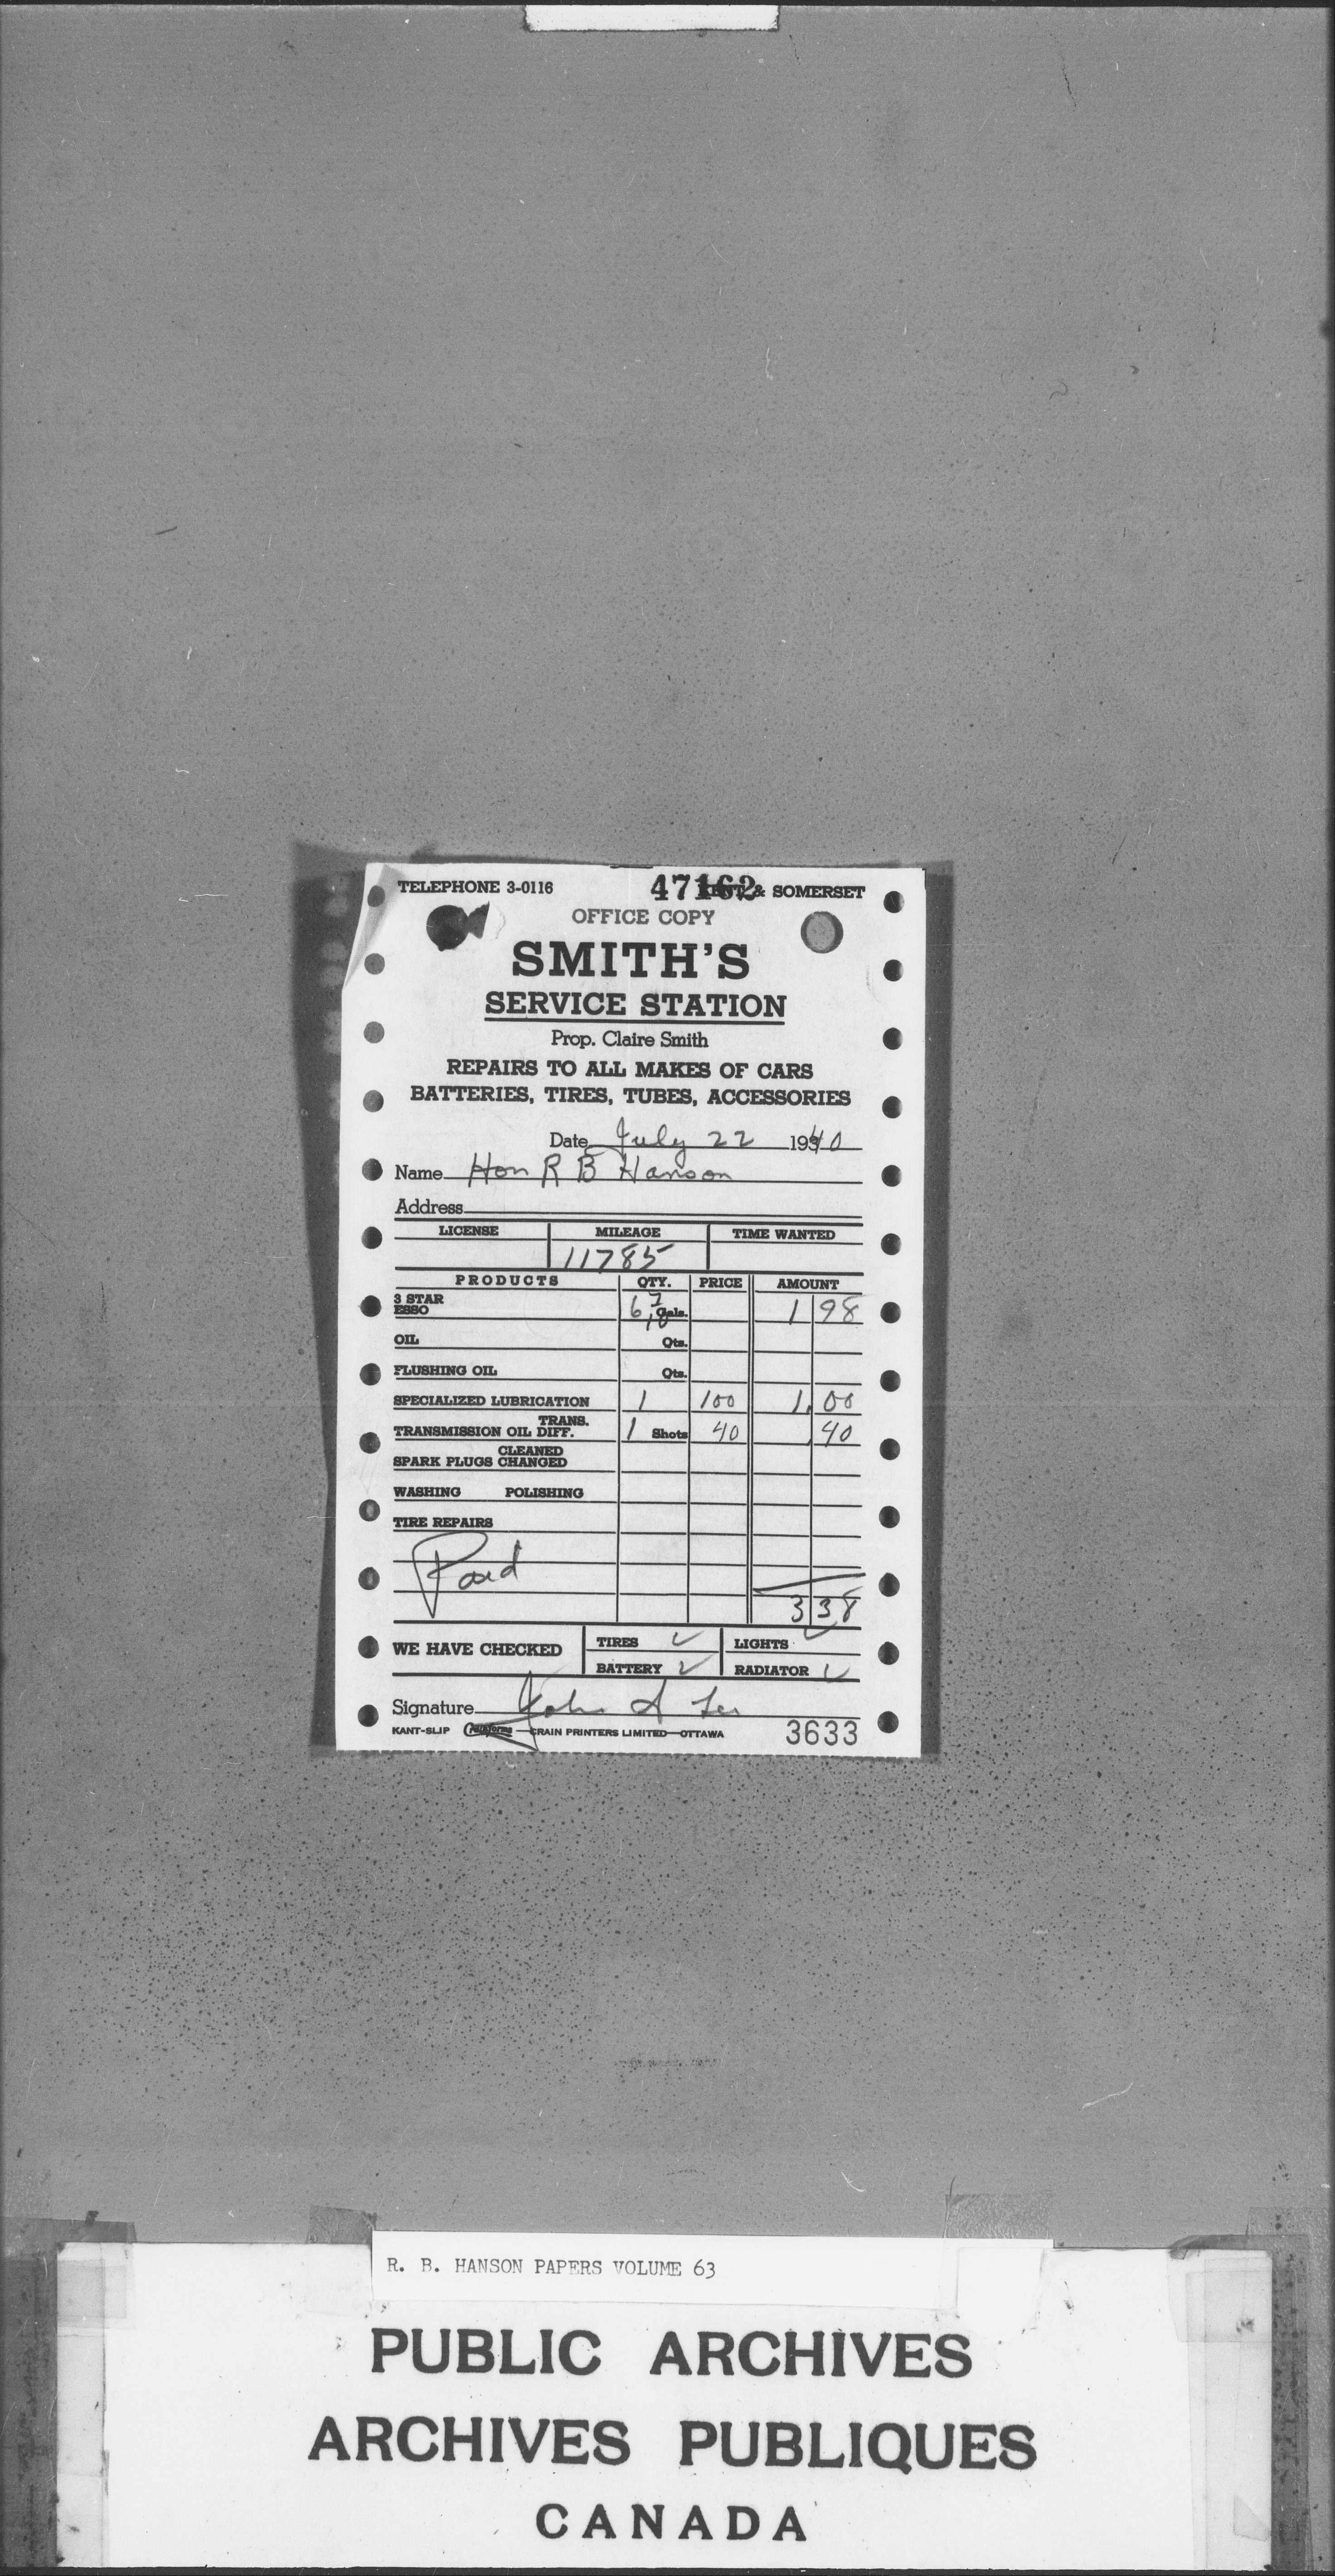 TELEPHONE 3-0116 47162 & SOMERSET
OFFICE COPY
SMITH'S
SERVICE STATION
Prop. Claire Smith
REPAIRS TO ALL MAKES OF CARS
BATTERIES, TIRES, TUBES, ACCESSORIES
Date July 22 1940
Name Hon R B Hanson
Address
LICENSE MILEAGE TIME WANTED
11785
PRODUCTS QTY. PRICE AMOUNT
3 STAR
ESSO 6 7/10 Gals. 1 98
OIL Qts.
FLUSHING OIL Qts.
SPECIALIZED LUBRICATION 1 100 1.00
TRANS.
TRANSMISSION OIL DIFF. 1 Shots 40 .40
CLEANED
SPARK PLUGS CHANGED
WASHING POLISHING
TIRE REPAIRS
Paid
3 38
WE HAVE CHECKED TIRES ✓ LIGHTS ✓
BATTERY ✓ RADIATOR ✓
Signature John A
KANT-SLIP CRAIN PRINTERS LIMITED—OTTAWA 3633
R. B. HANSON PAPERS VOLUME 63
PUBLIC ARCHIVES
ARCHIVES PUBLIQUES
CANADA